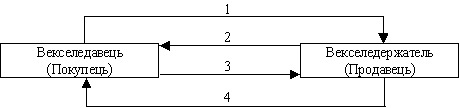 1
Векселедавець
(Покупець)
2
3
Векселедержатель
(Продавець)
4